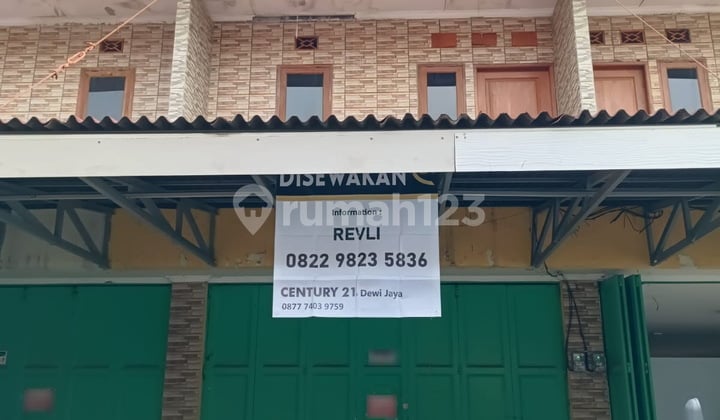 DISEWAKAN
rumah123
Information :
REVLI
0822 9823 5836
CENTURY 21 Dewi Jaya
0877 7403 9759